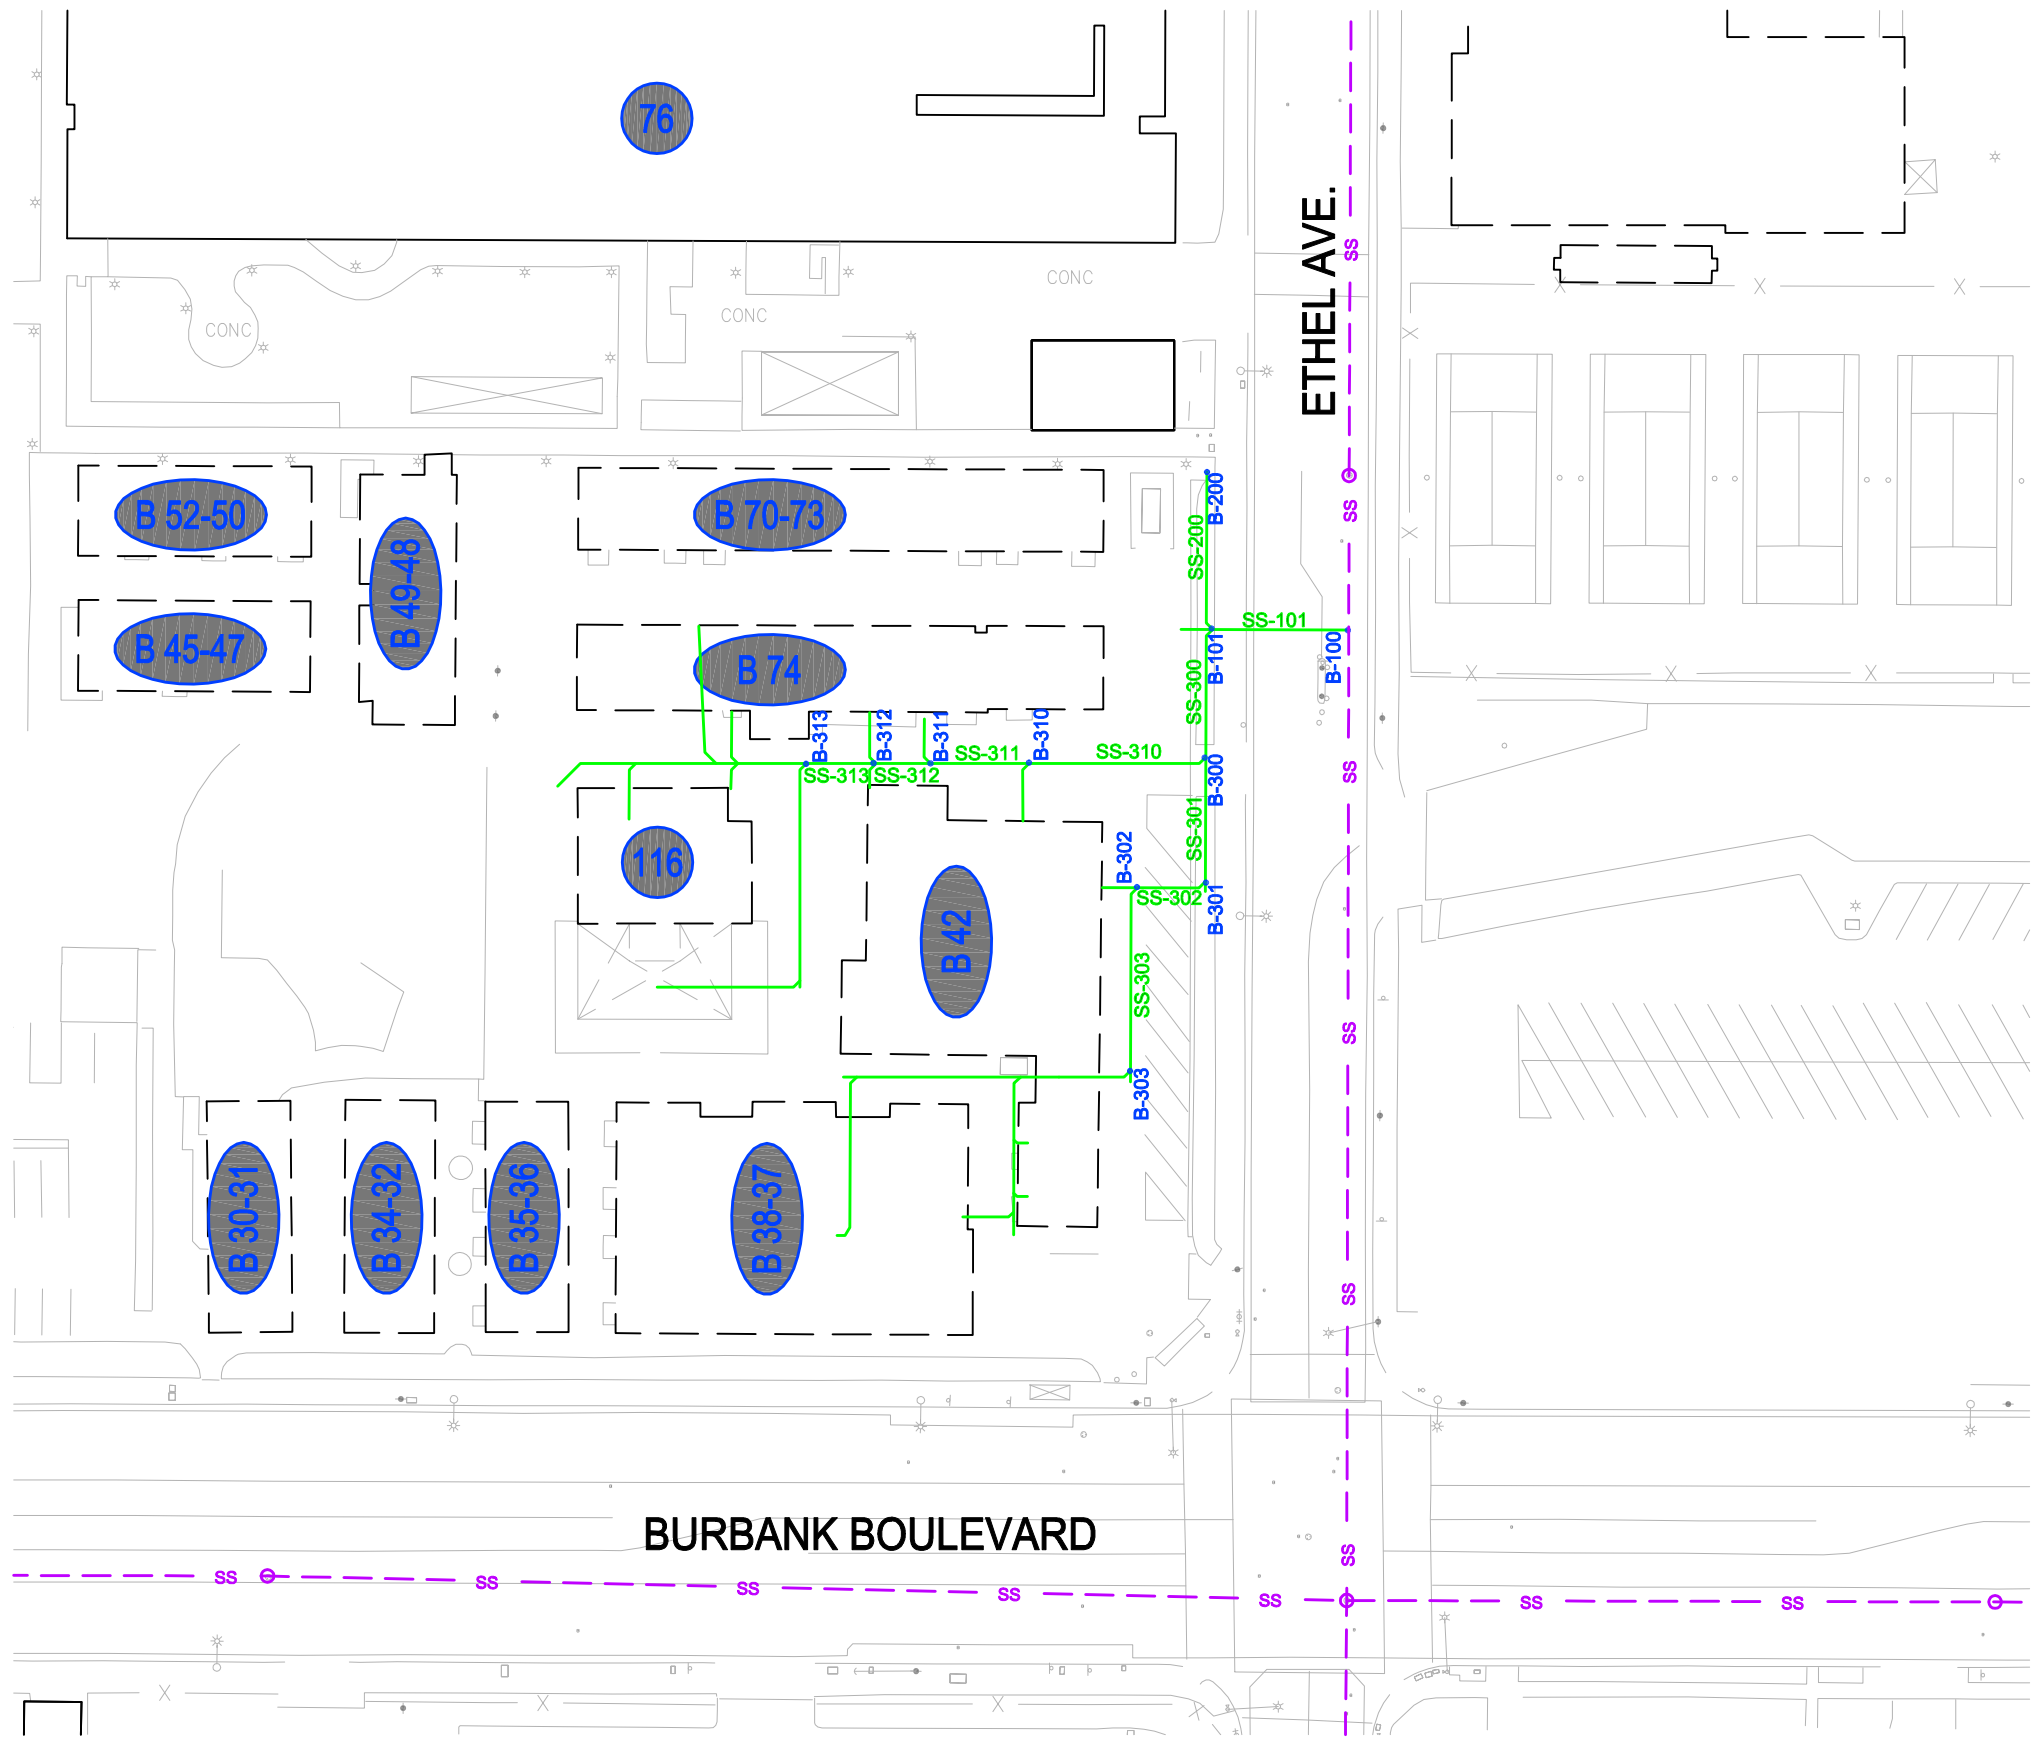 76
ETHEL AVE.
SS
CONC
CONC
CONC
B 52-50
B 49-48
B 70-73
B-200
SS
SS-200
B 45-47
B 74
SS-101
B-101
B-100
SS-300
B-313
B-312
B-311
B-310
SS-311
SS-310
SS-313
SS-312
B-300
SS
SS-301
116
B-302
SS-302
B-301
B 42
SS-303
SS
B-303
B 30-31
B 34-32
B 35-36
B 38-37
SS
BURBANK BOULEVARD
SS
SS
SS
SS
SS
SS
SS
SS